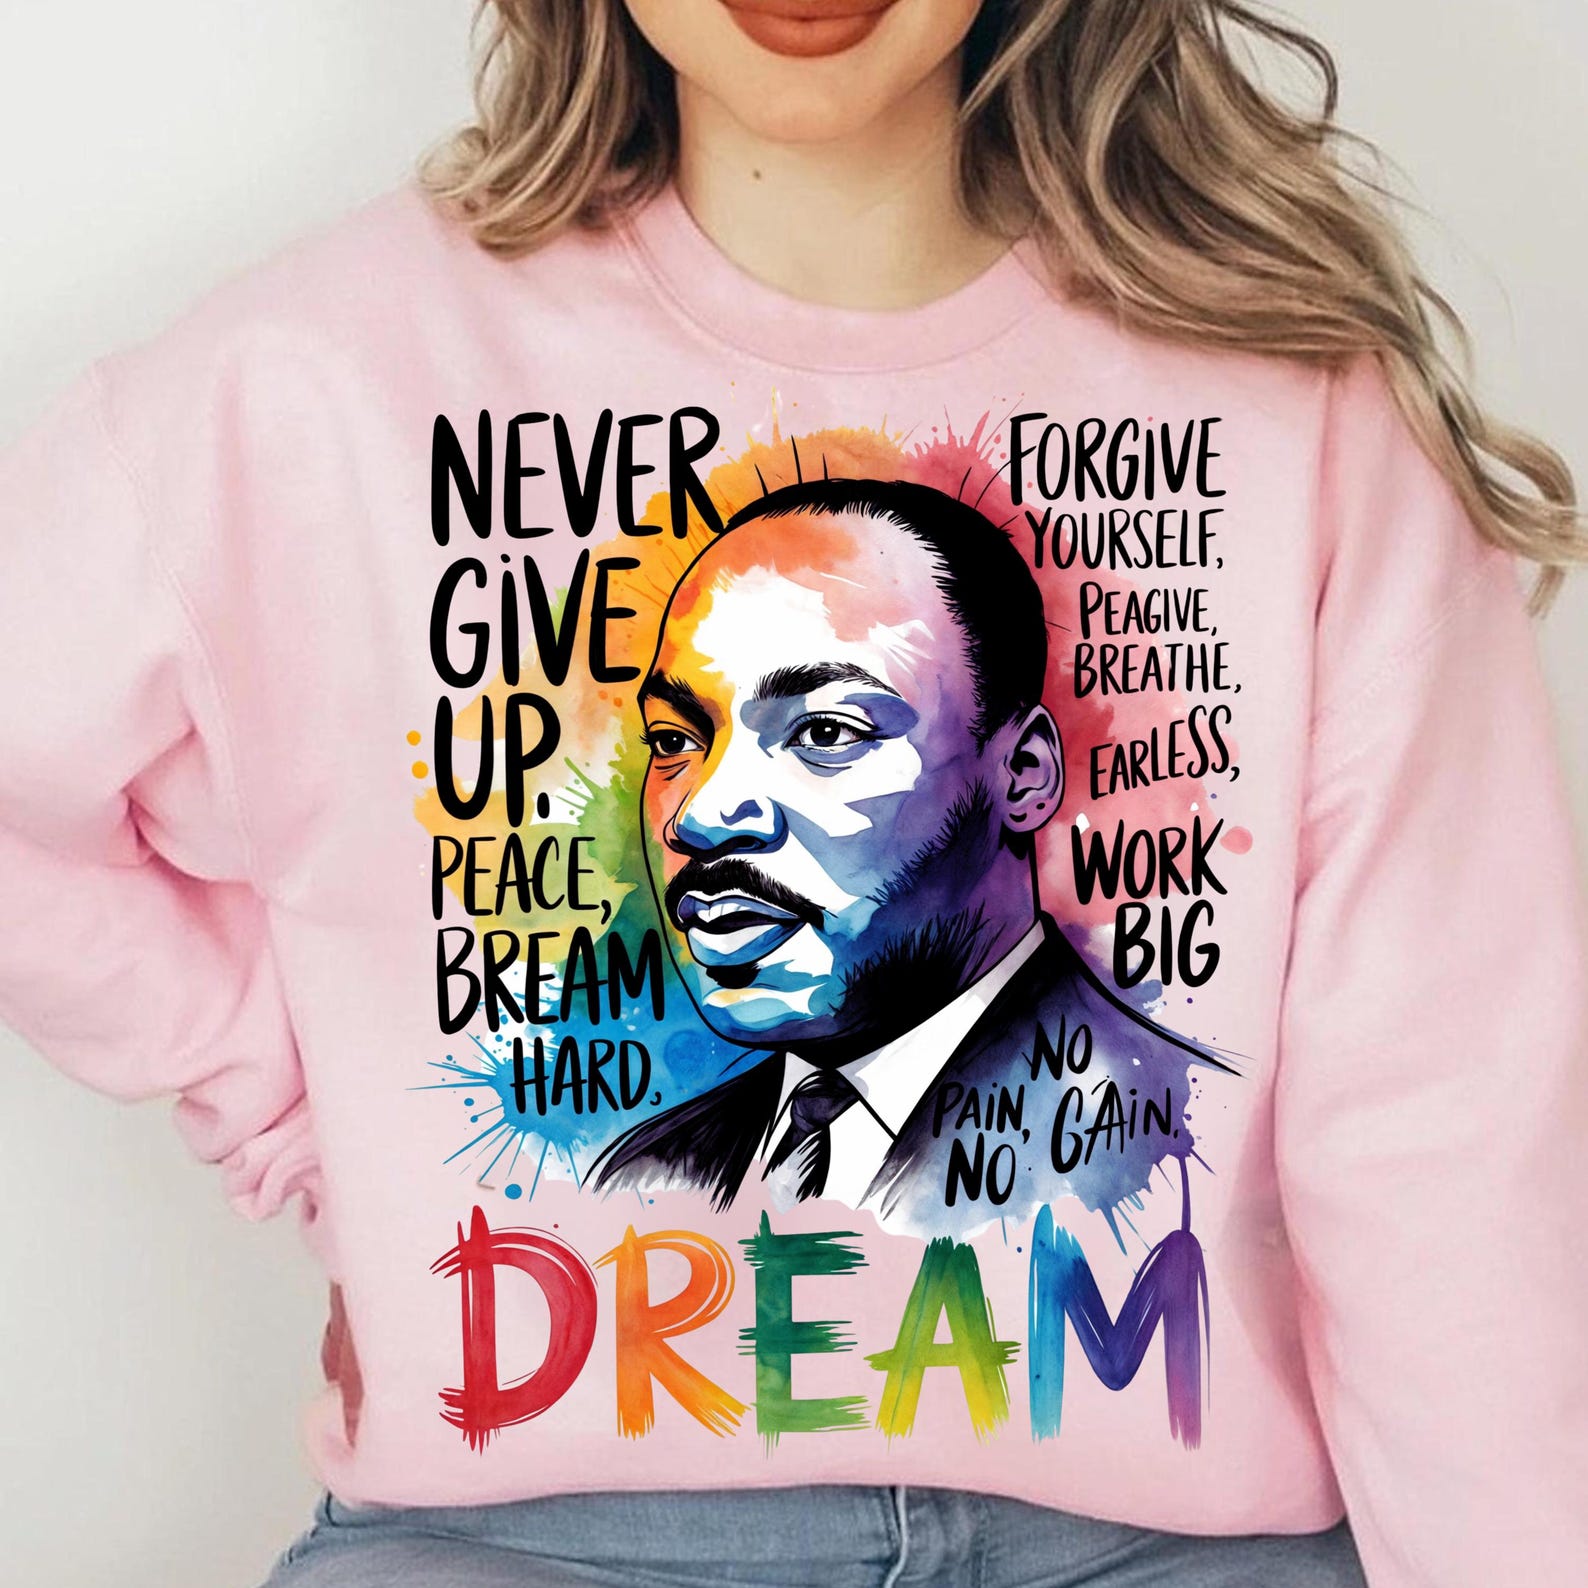 NEVER
GIVE
UP.
PEACE,
BREAM
HARD,
FORGIVE
YOURSELF,
PEAGIVE,
BREATHE,
EARLESS,
WORK
BIG
NO
PAIN, GAIN.
NO
DREAM